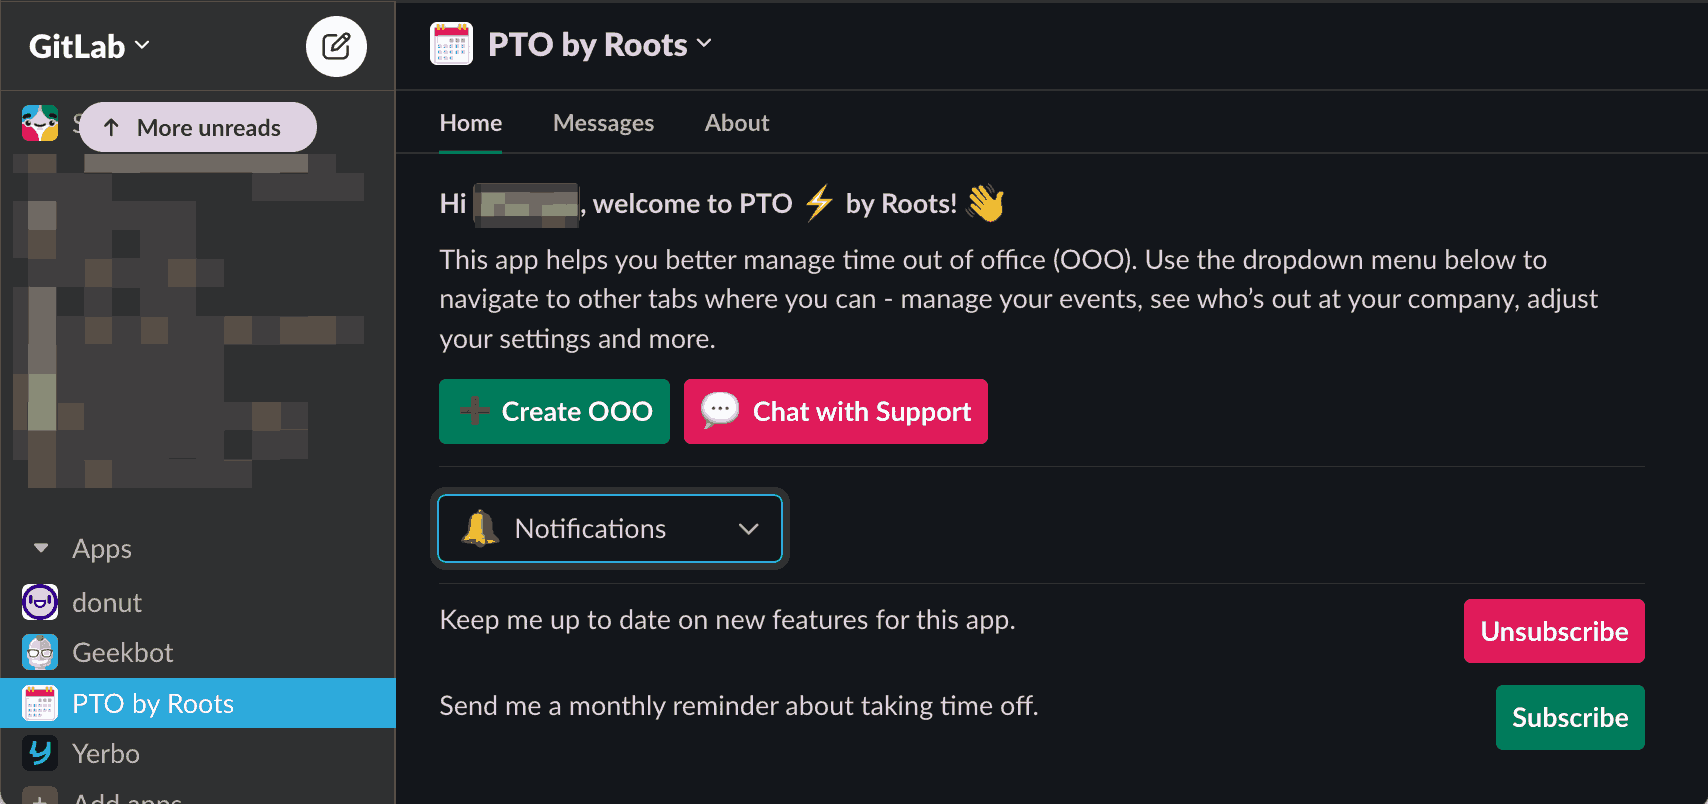 GitLab
More unreads
Apps
donut
Geekbot
PTO by Roots
Yerbo
Add apps
PTO by Roots
Home Messages About
Hi , welcome to PTO ⚡ by Roots! 👋
This app helps you better manage time out of office (OOO). Use the dropdown menu below to
navigate to other tabs where you can - manage your events, see who’s out at your company, adjust
your settings and more.
➕ Create OOO 💬 Chat with Support
🔔 Notifications
Keep me up to date on new features for this app. Unsubscribe
Send me a monthly reminder about taking time off. Subscribe